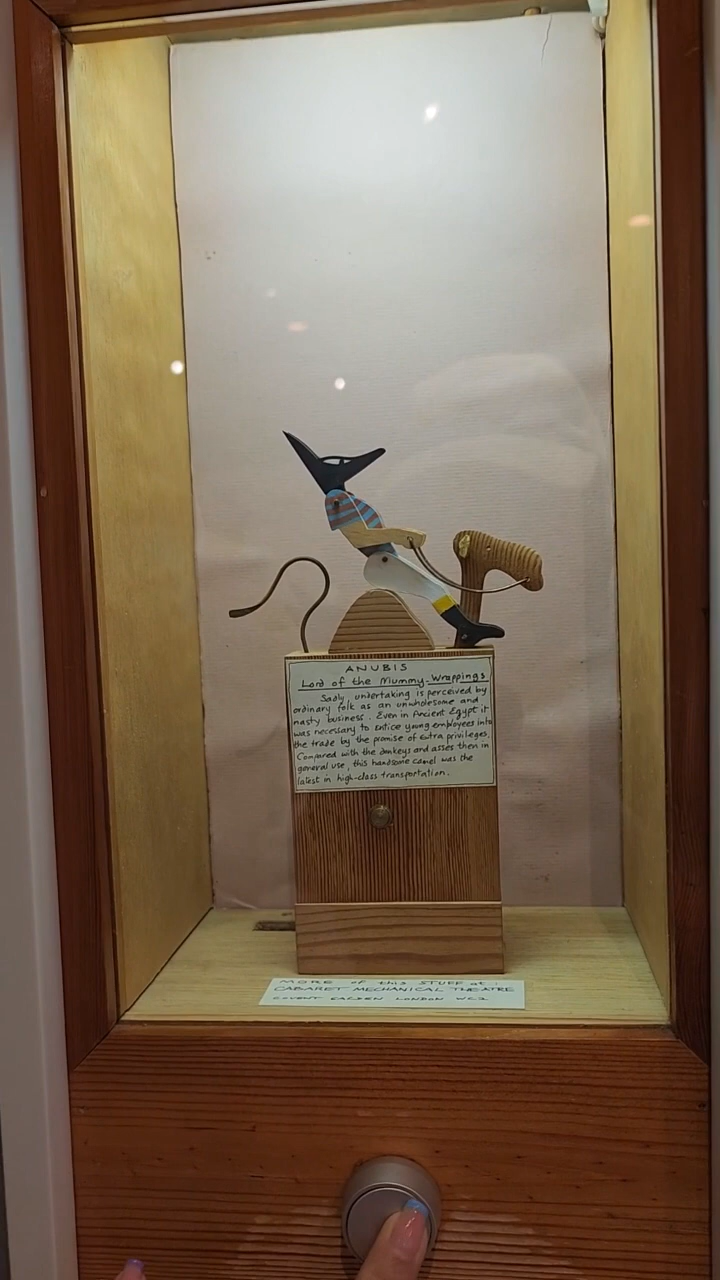 ANUBIS
Lord of the Mummy-Wrappings
Sadly, undertaking is perceived by
ordinary folk as an unwholesome and
nasty business. Even in Ancient Egypt it
was necessary to entice young employees into
the trade by the promise of extra privileges.
Compared with the donkeys and asses then in
general use, this handsome camel was the
latest in high-class transportation.
MORE of this STUFF at:
CABARET MECHANICAL THEATRE
COVENT GARDEN LONDON WC2